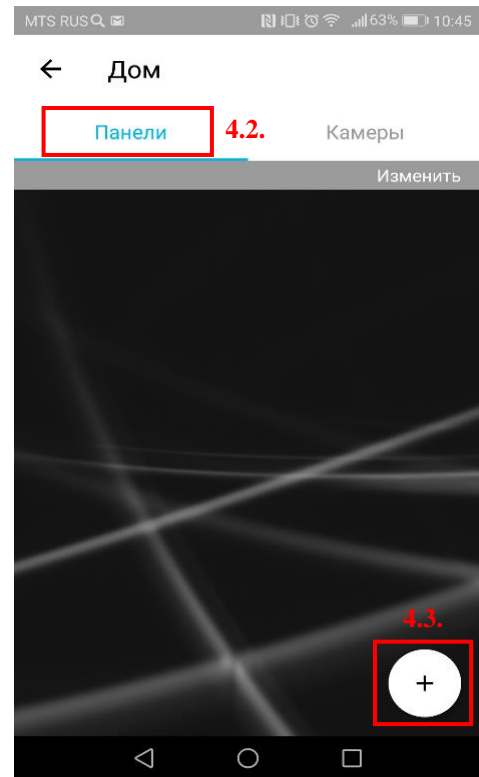 MTS RUS 63% 10:45
Дом
Панели 4.2. Камеры
Изменить
4.3.
+